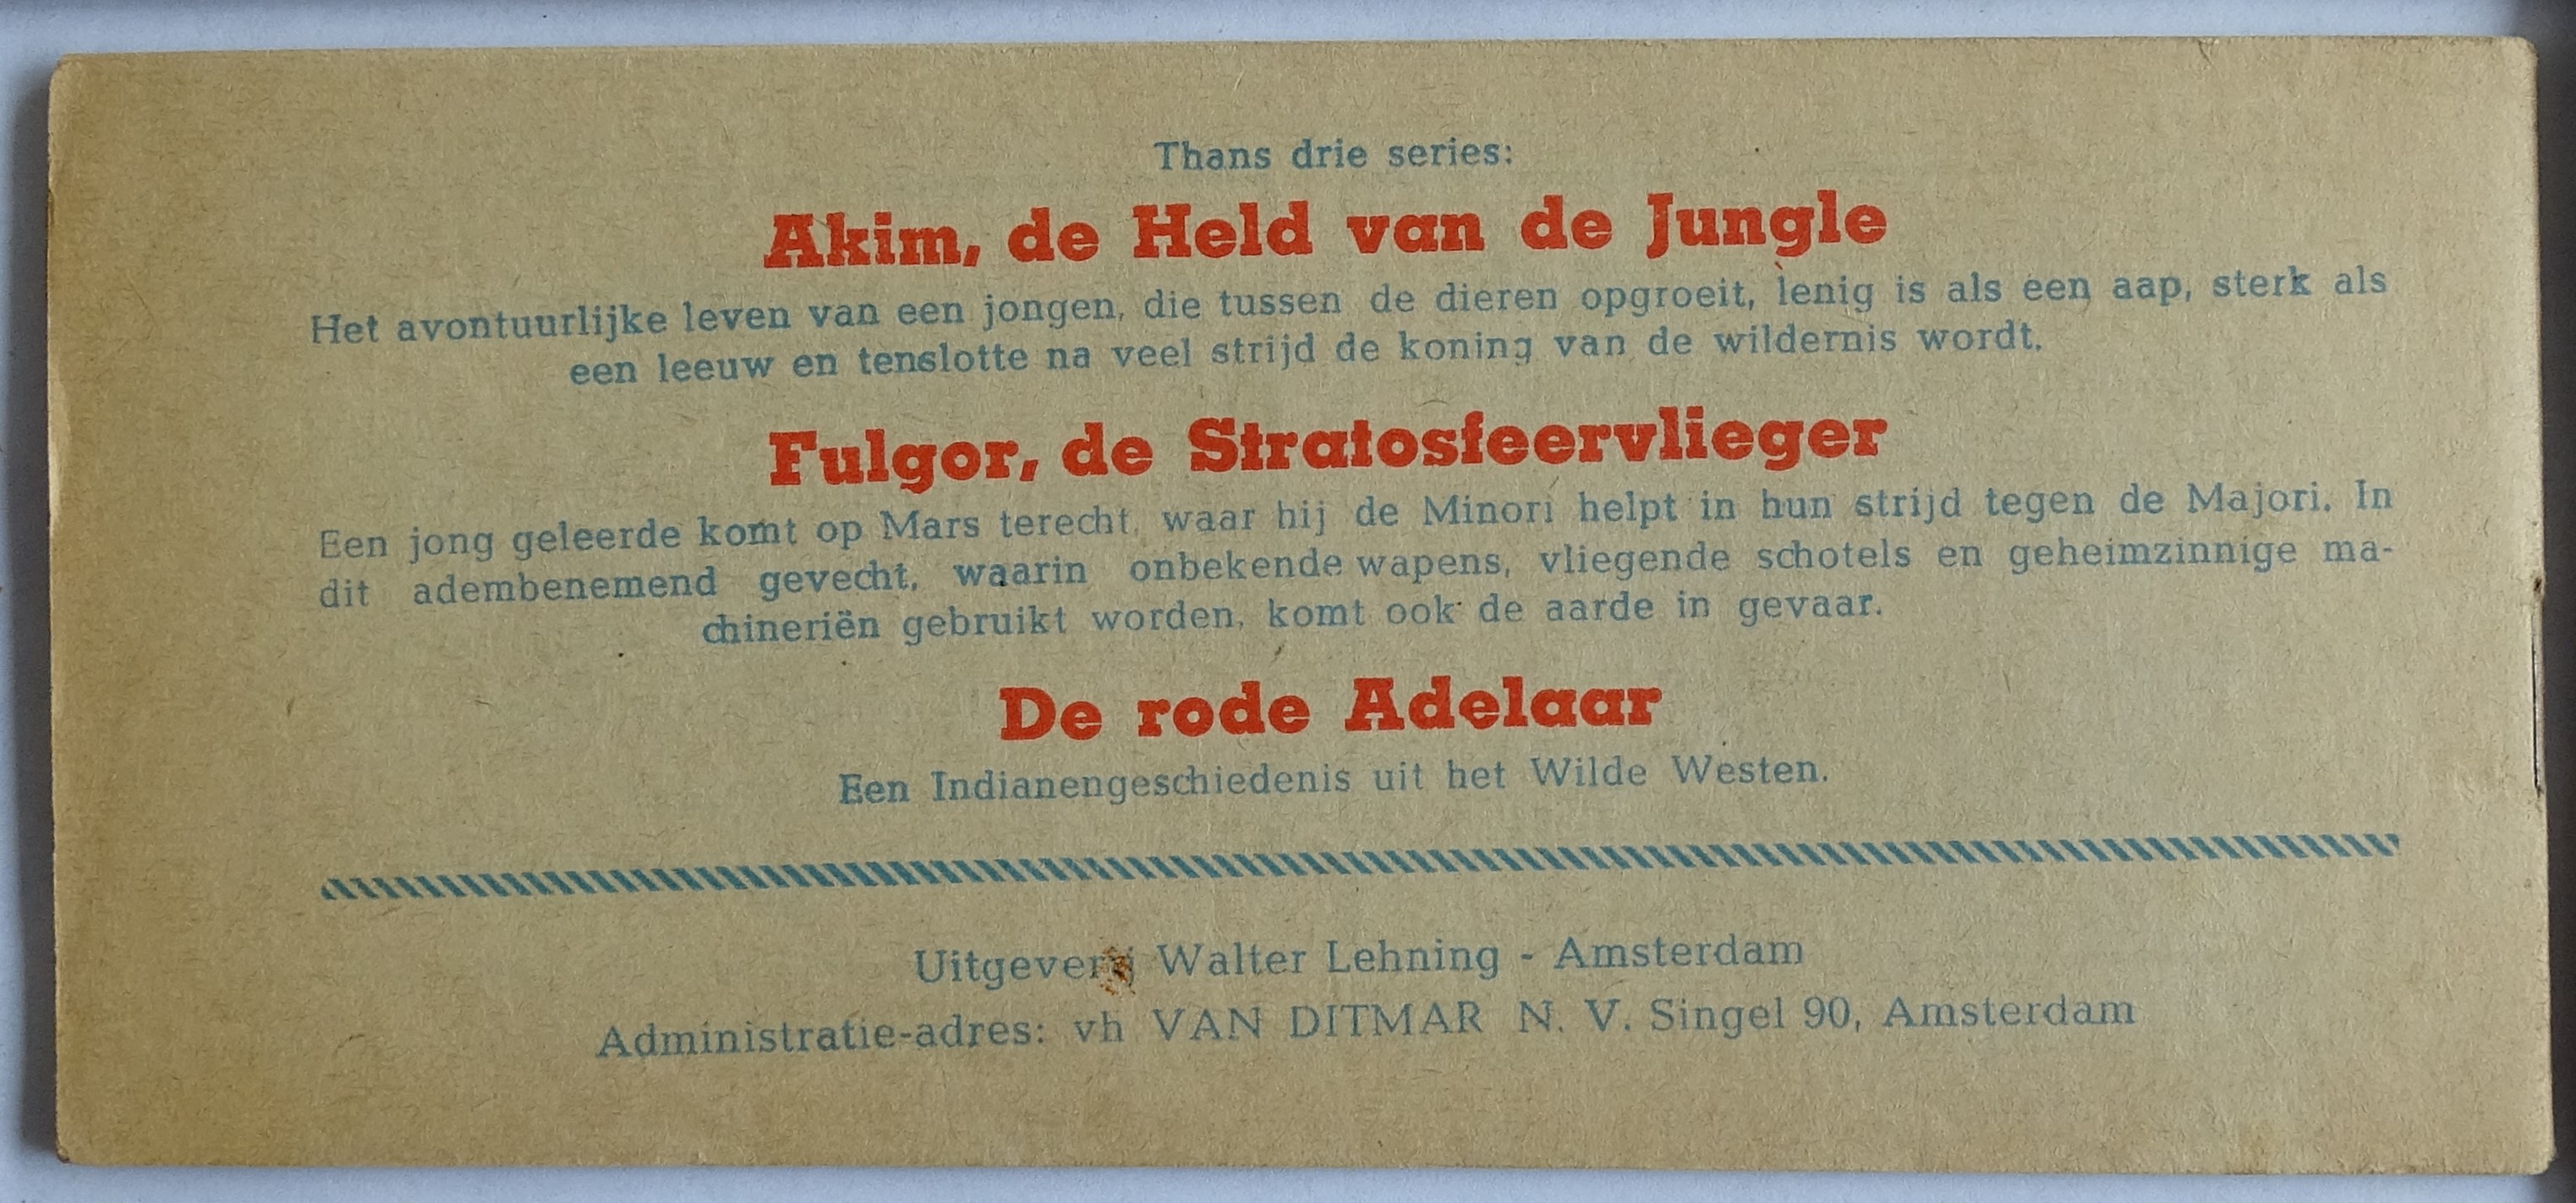 Thans drie series:
Akim, de Held van de Jungle
Het avontuurlijke leven van een jongen, die tussen de dieren opgroeit, lenig is als een aap, sterk als
een leeuw en tenslotte na veel strijd de koning van de wildernis wordt.
Fulgor, de Stratosfeervlieger
Een jong geleerde komt op Mars terecht, waar hij de Minori helpt in hun strijd tegen de Majori. In
dit adembenemend gevecht, waarin onbekende wapens, vliegende schotels en geheimzinnige ma-
chineriën gebruikt worden, komt ook de aarde in gevaar.
De rode Adelaar
Een Indianengeschiedenis uit het Wilde Westen.
Uitgeverij Walter Lehning - Amsterdam
Administratie-adres: vh VAN DITMAR N. V. Singel 90, Amsterdam